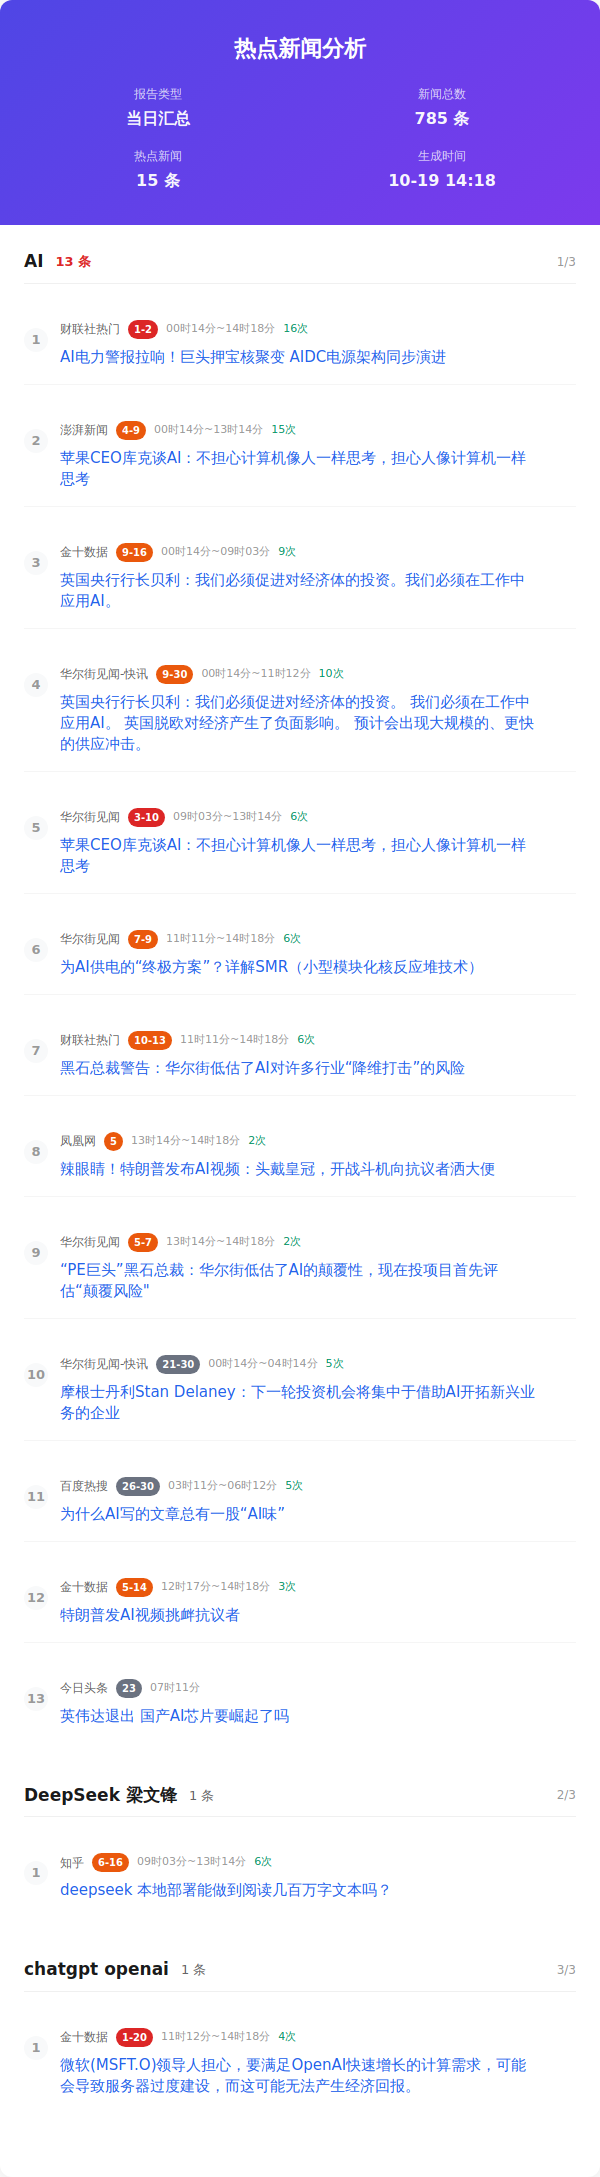 热点新闻分析
报告类型
新闻总数
当日汇总
785 条
热点新闻
生成时间
15 条
10-19 14:18
AI 13 条 1/3
1 财联社热门 1-2 00时14分~14时18分 16次
AI电力警报拉响！巨头押宝核聚变 AIDC电源架构同步演进
2 澎湃新闻 4-9 00时14分~13时14分 15次
苹果CEO库克谈AI：不担心计算机像人一样思考，担心人像计算机一样
思考
3 金十数据 9-16 00时14分~09时03分 9次
英国央行行长贝利：我们必须促进对经济体的投资。我们必须在工作中
应用AI。
4 华尔街见闻-快讯 9-30 00时14分~11时12分 10次
英国央行行长贝利：我们必须促进对经济体的投资。 我们必须在工作中
应用AI。 英国脱欧对经济产生了负面影响。 预计会出现大规模的、更快
的供应冲击。
5 华尔街见闻 3-10 09时03分~13时14分 6次
苹果CEO库克谈AI：不担心计算机像人一样思考，担心人像计算机一样
思考
6 华尔街见闻 7-9 11时11分~14时18分 6次
为AI供电的“终极方案”？详解SMR（小型模块化核反应堆技术）
7 财联社热门 10-13 11时11分~14时18分 6次
黑石总裁警告：华尔街低估了AI对许多行业“降维打击”的风险
8 凤凰网 5 13时14分~14时18分 2次
辣眼睛！特朗普发布AI视频：头戴皇冠，开战斗机向抗议者洒大便
9 华尔街见闻 5-7 13时14分~14时18分 2次
“PE巨头”黑石总裁：华尔街低估了AI的颠覆性，现在投项目首先评
估“颠覆风险"
10 华尔街见闻-快讯 21-30 00时14分~04时14分 5次
摩根士丹利Stan Delaney：下一轮投资机会将集中于借助AI开拓新兴业
务的企业
11 百度热搜 26-30 03时11分~06时12分 5次
为什么AI写的文章总有一股“AI味”
12 金十数据 5-14 12时17分~14时18分 3次
特朗普发AI视频挑衅抗议者
13 今日头条 23 07时11分
英伟达退出 国产AI芯片要崛起了吗
DeepSeek 梁文锋 1 条 2/3
1 知乎 6-16 09时03分~13时14分 6次
deepseek 本地部署能做到阅读几百万字文本吗？
chatgpt openai 1 条 3/3
1 金十数据 1-20 11时12分~14时18分 4次
微软(MSFT.O)领导人担心，要满足OpenAI快速增长的计算需求，可能
会导致服务器过度建设，而这可能无法产生经济回报。